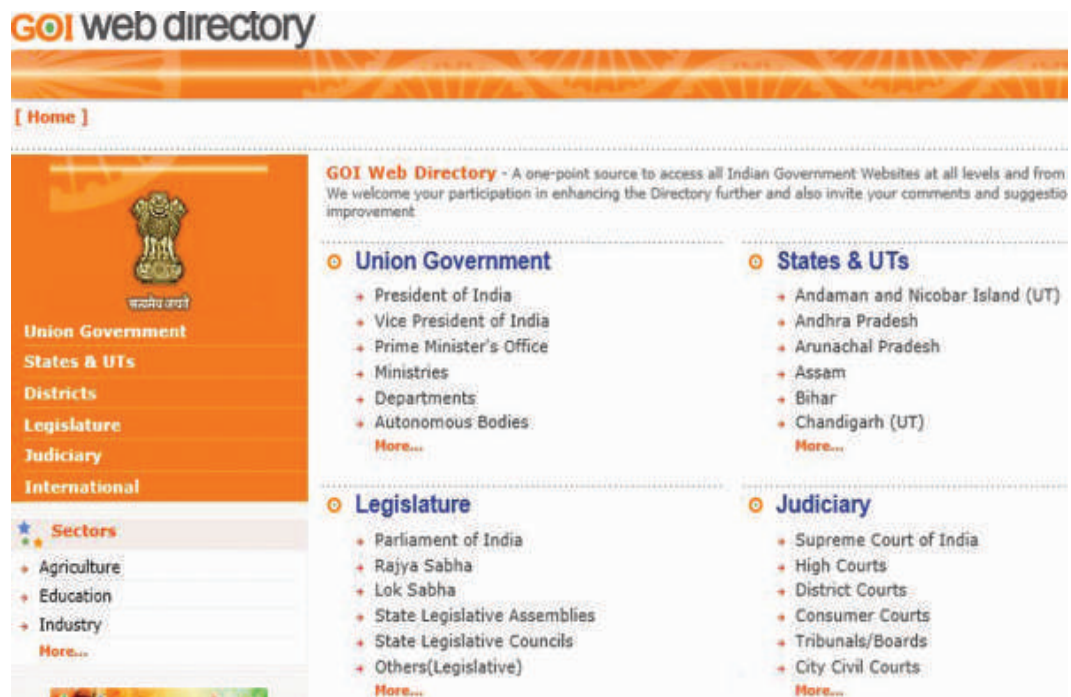 GOI web directory
[ Home ]
सत्यमेव जयते
Union Government
States & UTs
Districts
Legislature
Judiciary
International
Sectors
Agriculture
Education
Industry
More...
GOI Web Directory - A one-point source to access all Indian Government Websites at all levels and from
We welcome your participation in enhancing the Directory further and also invite your comments and suggestio
improvement
Union Government
President of India
Vice President of India
Prime Minister's Office
Ministries
Departments
Autonomous Bodies
More...
States & UTs
Andaman and Nicobar Island (UT)
Andhra Pradesh
Arunachal Pradesh
Assam
Bihar
Chandigarh (UT)
More...
Legislature
Parliament of India
Rajya Sabha
Lok Sabha
State Legislative Assemblies
State Legislative Councils
Others(Legislative)
More...
Judiciary
Supreme Court of India
High Courts
District Courts
Consumer Courts
Tribunals/Boards
City Civil Courts
More...